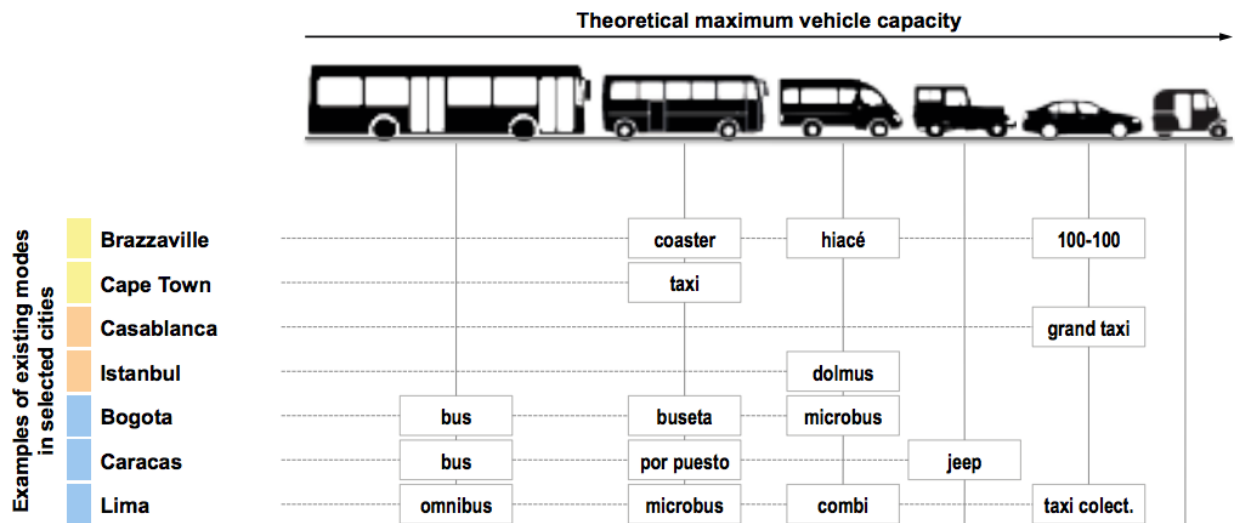 Theoretical maximum vehicle capacity
Examples of existing modes
in selected cities
Brazzaville coaster hiacé 100-100
Cape Town taxi
Casablanca grand taxi
Istanbul dolmus
Bogota bus buseta microbus
Caracas bus por puesto jeep
Lima omnibus microbus combi taxi colect.